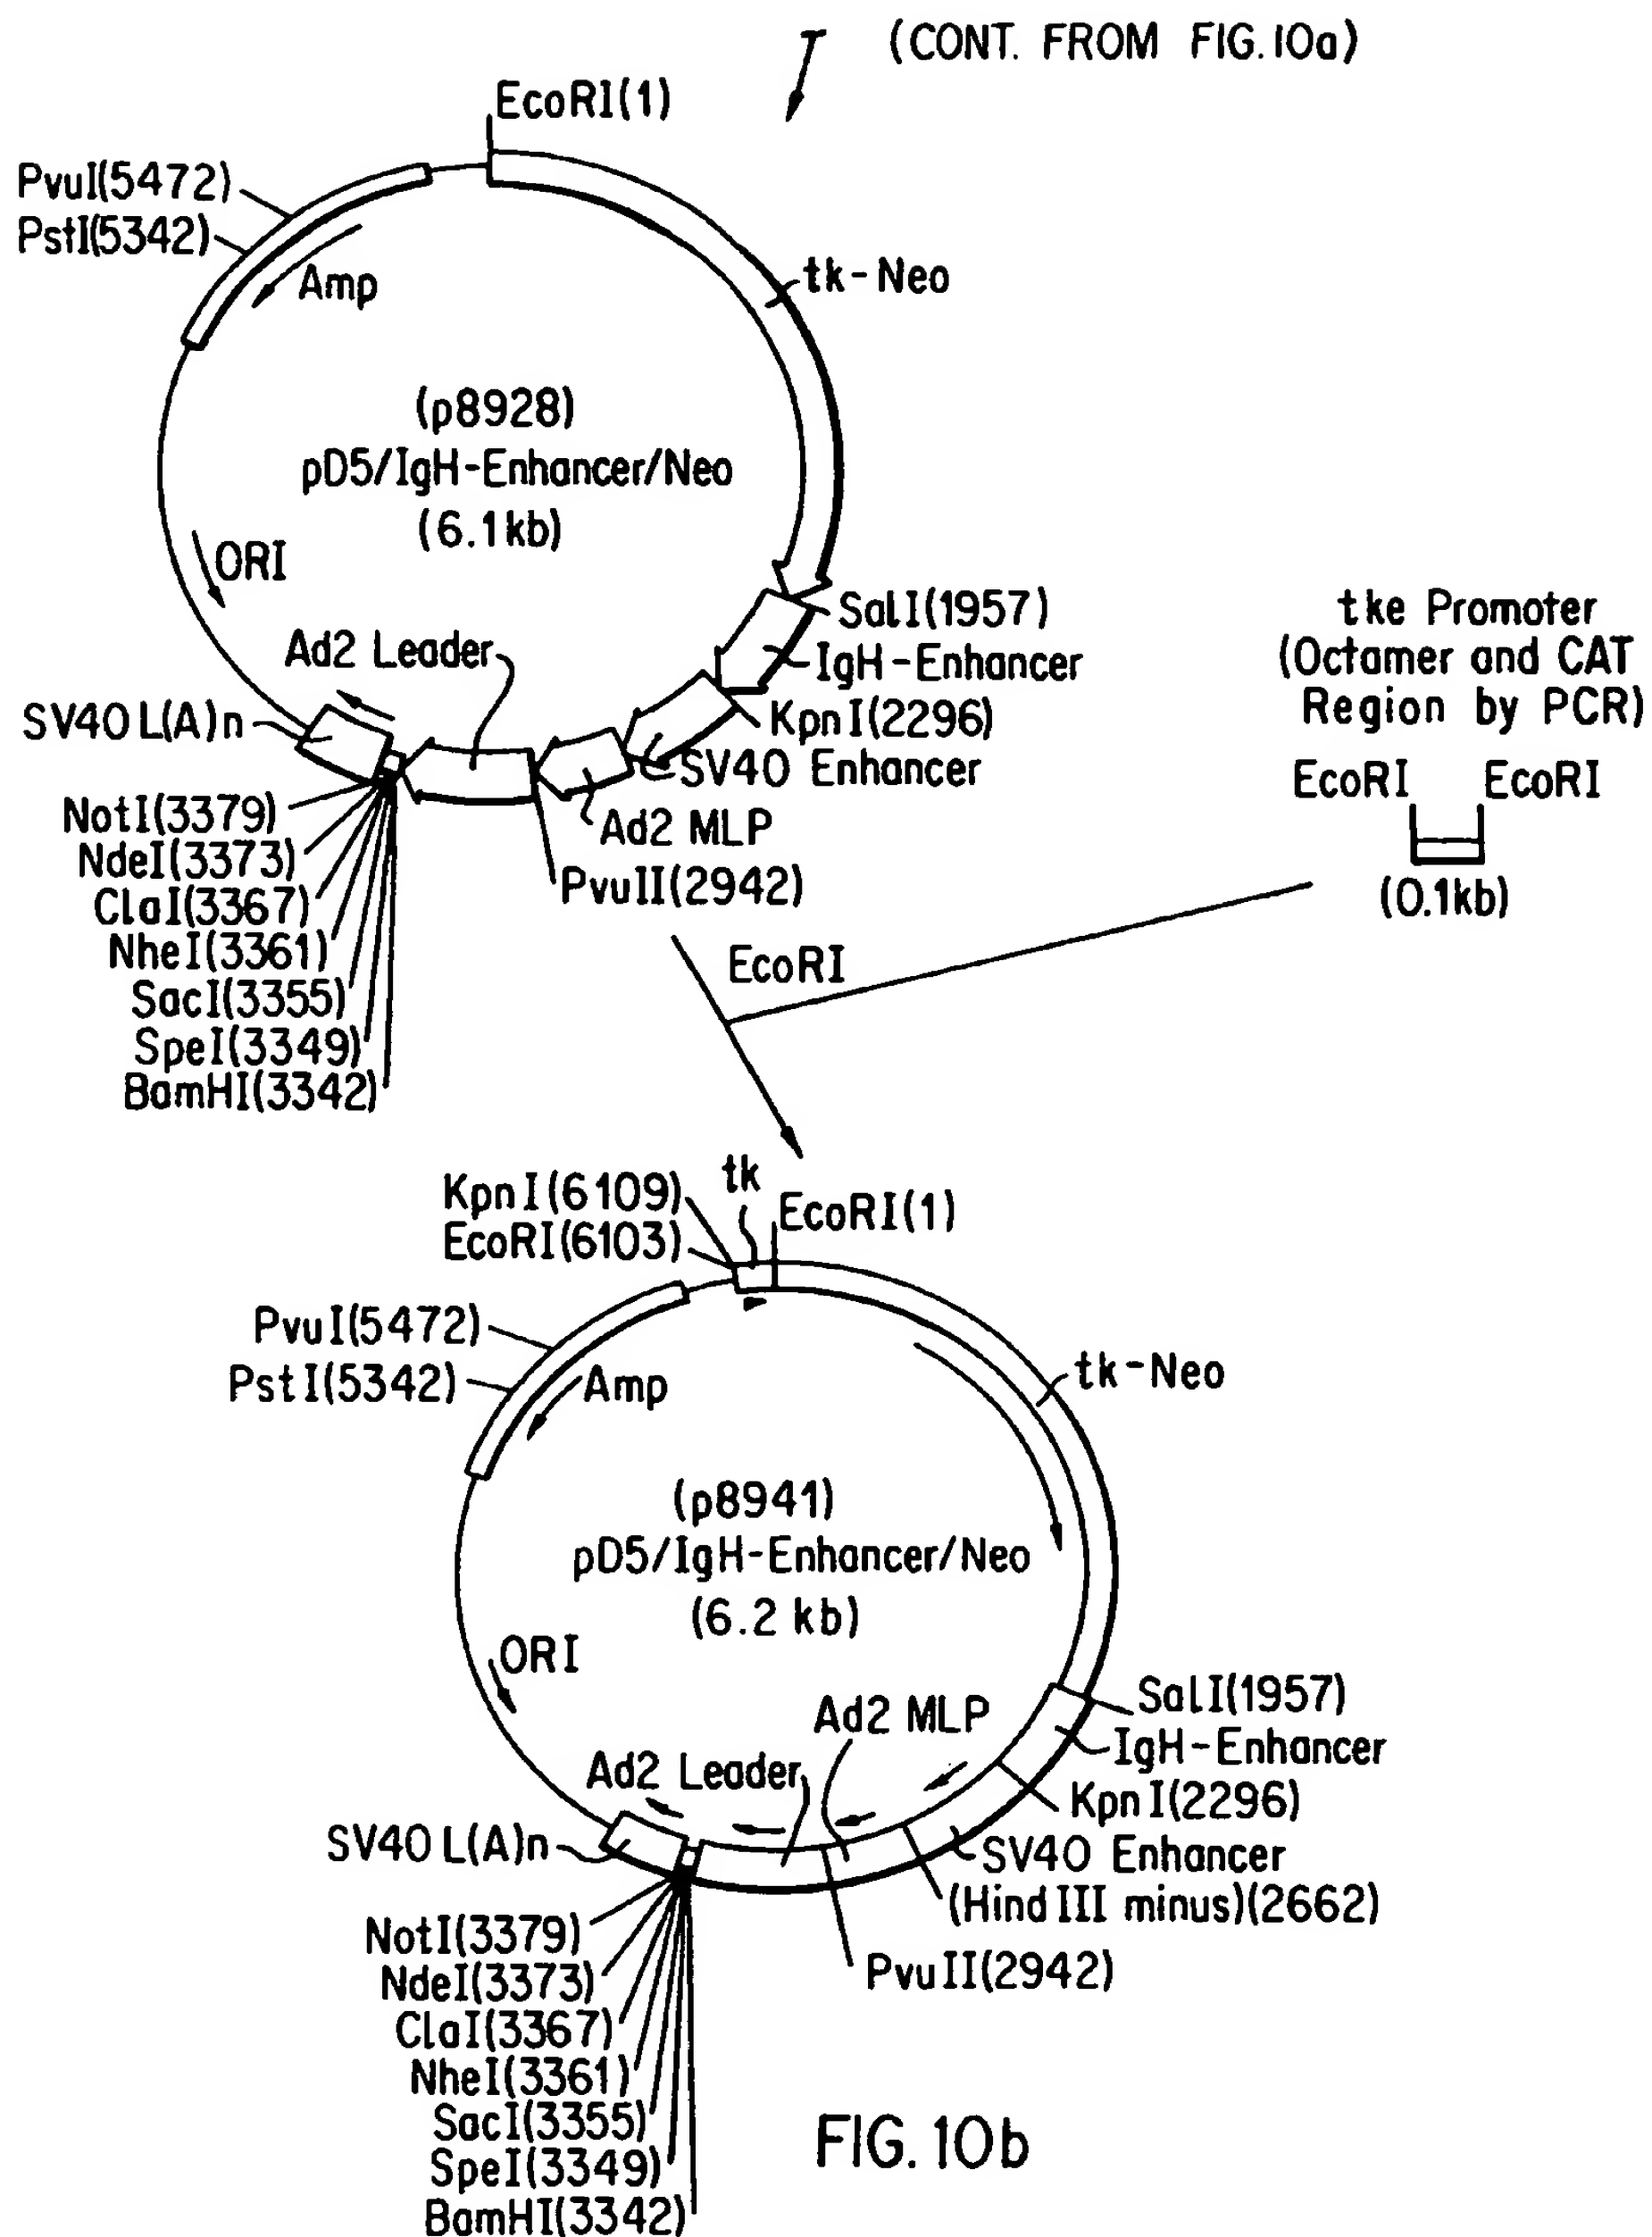 (CONT. FROM FIG. 10a)
EcoRI(1)
PvuI(5472)
PstI(5342)
Amp
tk-Neo
(p8928)
pD5/IgH-Enhancer/Neo
(6.1kb)
ORI
SalI(1957)
IgH-Enhancer
KpnI(2296)
SV40 Enhancer
Ad2 Leader
SV40 L(A)n
Ad2 MLP
PvuII(2942)
NotI(3379)
NdeI(3373)
ClaI(3367)
NheI(3361)
SacI(3355)
SpeI(3349)
BamHI(3342)
tke Promoter
(Octamer and CAT
Region by PCR)
EcoRI EcoRI
(0.1kb)
EcoRI
KpnI(6109)
EcoRI(6103)
tk
EcoRI(1)
PvuI(5472)
PstI(5342)
Amp
tk-Neo
(p8941)
pD5/IgH-Enhancer/Neo
(6.2 kb)
ORI
SalI(1957)
IgH-Enhancer
KpnI(2296)
SV40 Enhancer
(Hind III minus)(2662)
Ad2 MLP
Ad2 Leader
SV40 L(A)n
PvuII(2942)
NotI(3379)
NdeI(3373)
ClaI(3367)
NheI(3361)
SacI(3355)
SpeI(3349)
BamHI(3342)
FIG. 10b